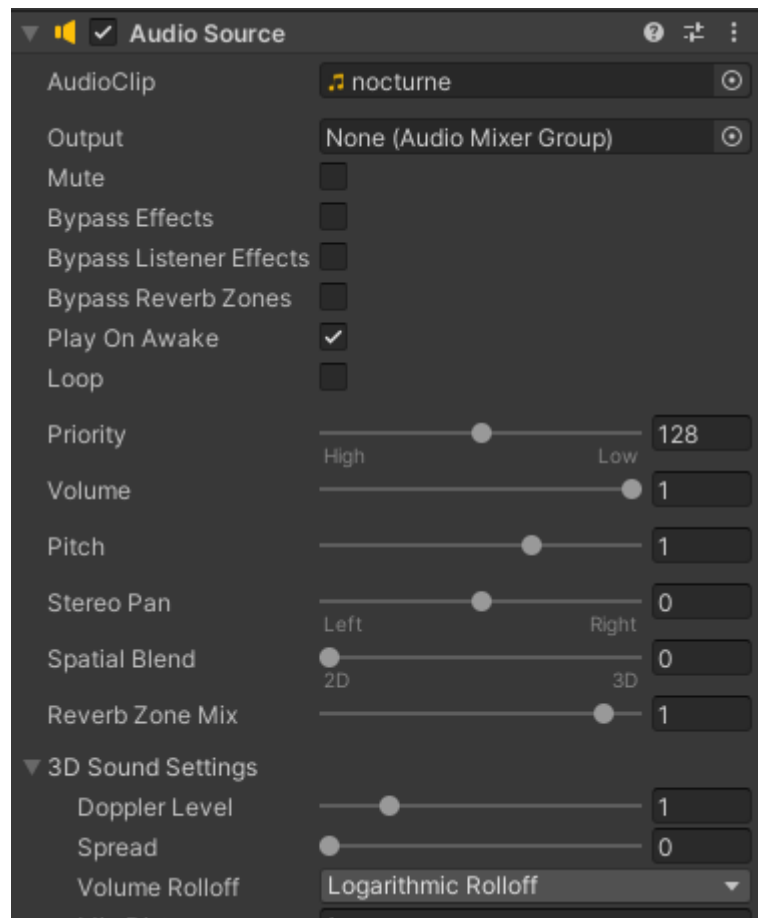 Audio Source
AudioClip nocturne
Output None (Audio Mixer Group)
Mute
Bypass Effects
Bypass Listener Effects
Bypass Reverb Zones
Play On Awake
Loop
Priority 128
High Low
Volume 1
Pitch 1
Stereo Pan 0
Left Right
Spatial Blend 0
2D 3D
Reverb Zone Mix 1
3D Sound Settings
Doppler Level 1
Spread 0
Volume Rolloff Logarithmic Rolloff